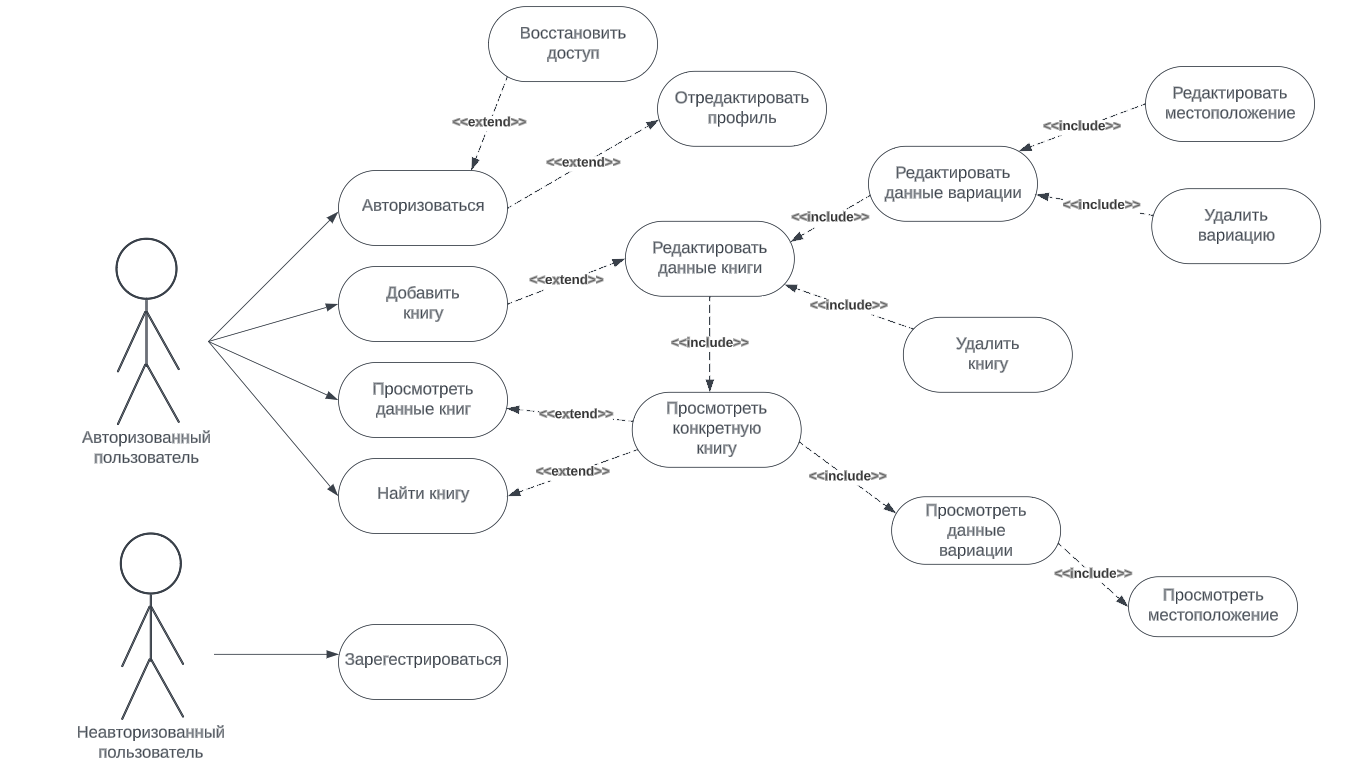 Восстановить
доступ
Отредактировать
профиль
Редактировать
местоположение
<<extend>>
<<include>>
<<extend>>
Редактировать
данные вариации
Авторизоваться
<<include>>
<<include>>
Удалить
вариацию
Редактировать
данные книги
<<extend>>
Добавить
книгу
<<include>>
<<include>>
Удалить
книгу
Просмотреть
данные книг
<<extend>>
Просмотреть
конкретную
книгу
Авторизованный
пользователь
<<extend>>
<<include>>
Найти книгу
Просмотреть
данные
вариации
<<include>>
Просмотреть
местоположение
Зарегестрироваться
Неавторизованный
пользователь